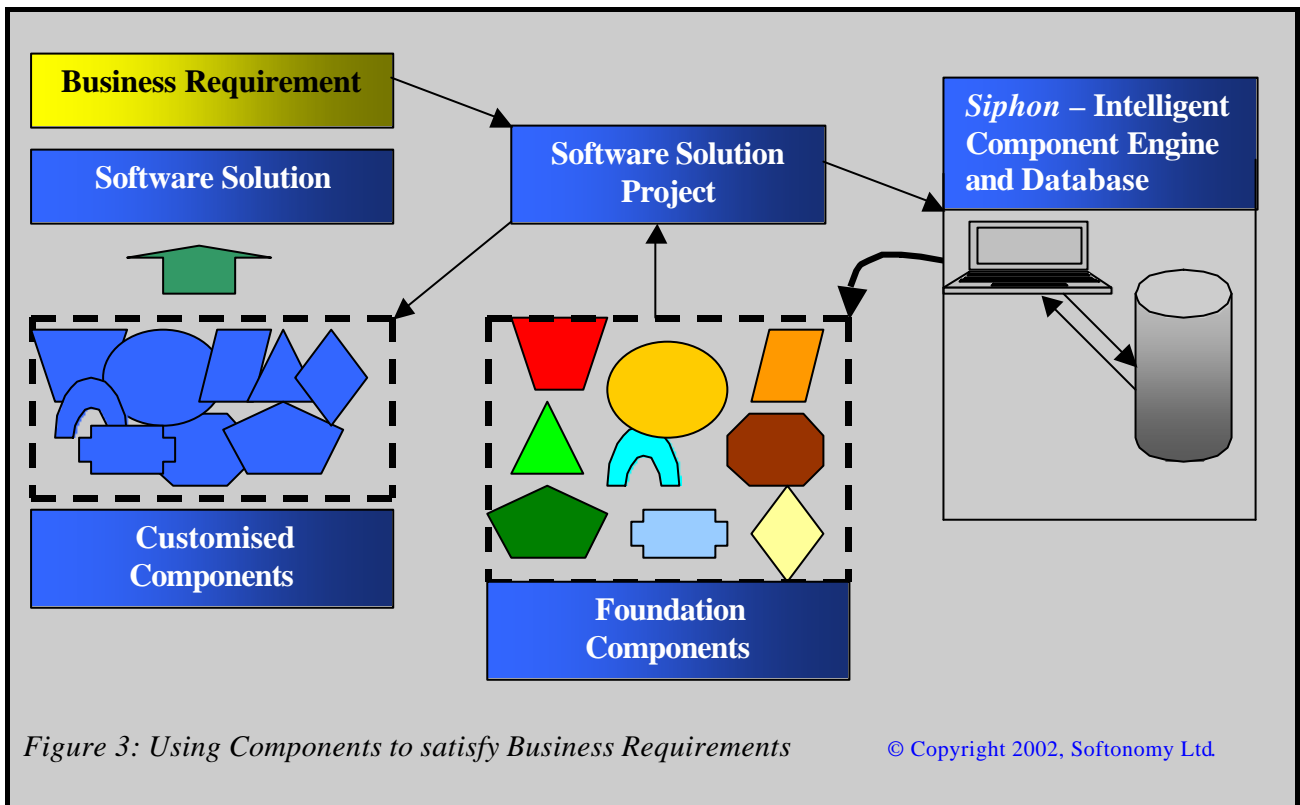 Business Requirement
Software Solution
Software Solution
Project
Siphon – Intelligent
Component Engine
and Database
Customised
Components
Foundation
Components
Figure 3: Using Components to satisfy Business Requirements
© Copyright 2002, Softonomy Ltd.